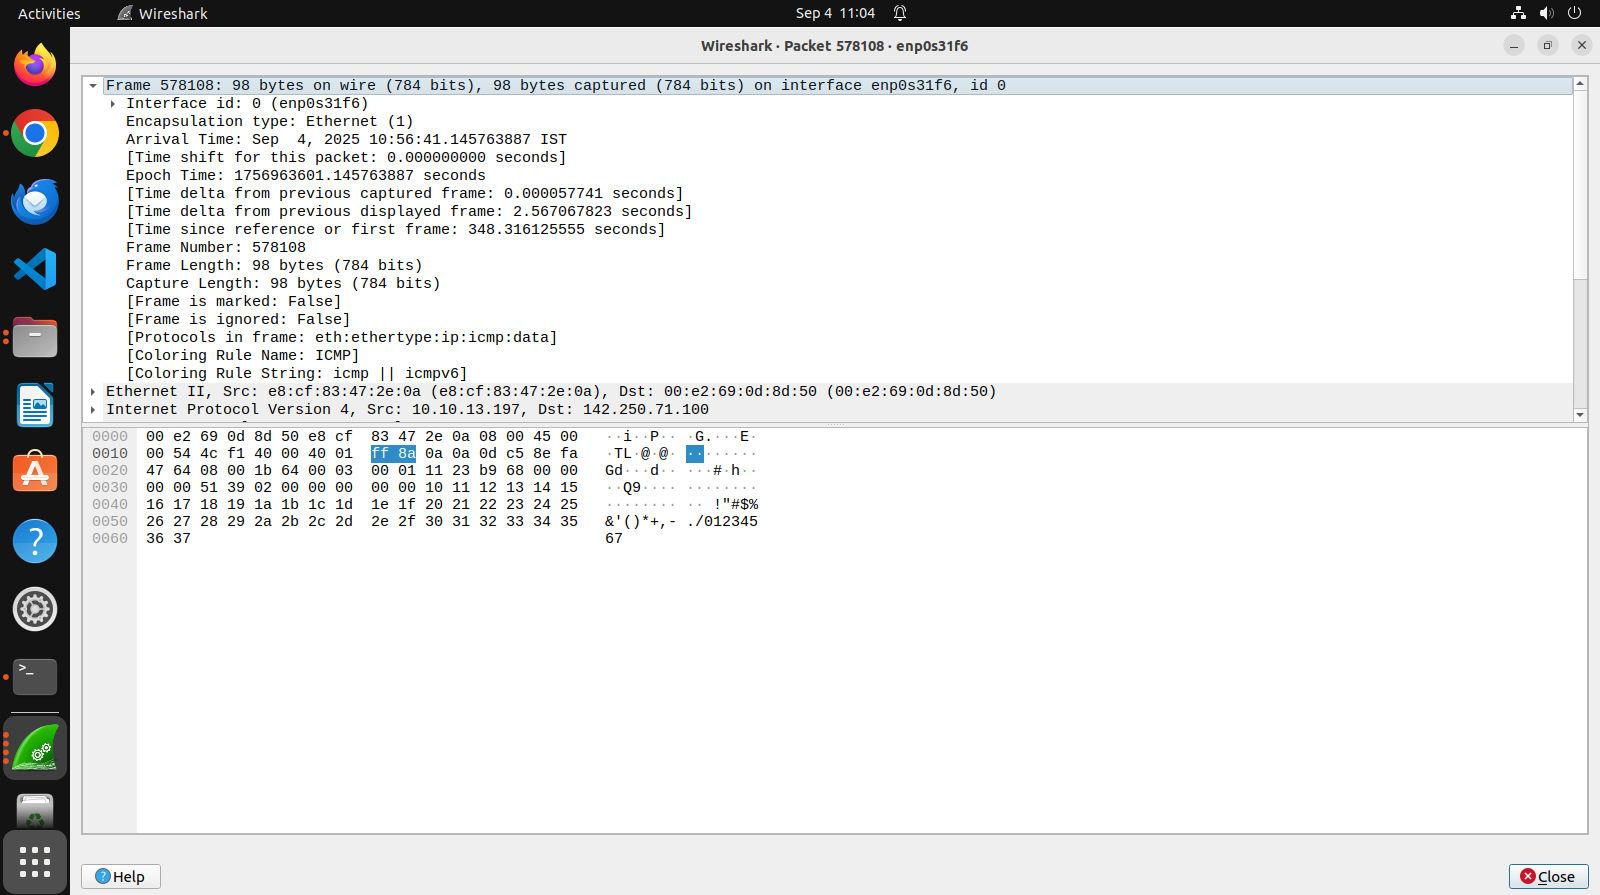 Activities
Wireshark
Sep 4 11:04
Wireshark · Packet 578108 · enp0s31f6
Frame 578108: 98 bytes on wire (784 bits), 98 bytes captured (784 bits) on interface enp0s31f6, id 0
Interface id: 0 (enp0s31f6)
Encapsulation type: Ethernet (1)
Arrival Time: Sep  4, 2025 10:56:41.145763887 IST
[Time shift for this packet: 0.000000000 seconds]
Epoch Time: 1756963601.145763887 seconds
[Time delta from previous captured frame: 0.000057741 seconds]
[Time delta from previous displayed frame: 2.567067823 seconds]
[Time since reference or first frame: 348.316125555 seconds]
Frame Number: 578108
Frame Length: 98 bytes (784 bits)
Capture Length: 98 bytes (784 bits)
[Frame is marked: False]
[Frame is ignored: False]
[Protocols in frame: eth:ethertype:ip:icmp:data]
[Coloring Rule Name: ICMP]
[Coloring Rule String: icmp || icmpv6]
Ethernet II, Src: e8:cf:83:47:2e:0a (e8:cf:83:47:2e:0a), Dst: 00:e2:69:0d:8d:50 (00:e2:69:0d:8d:50)
Internet Protocol Version 4, Src: 10.10.13.197, Dst: 142.250.71.100
0000 00 e2 69 0d 8d 50 e8 cf 83 47 2e 0a 08 00 45 00 ··i··P·· ·G.···E·
0010 00 54 4c f1 40 00 40 01 ff 8a 0a 0a 0d c5 8e fa ·TL·@·@· ········
0020 47 64 08 00 1b 64 00 03 00 01 11 23 b9 68 00 00 Gd···d·· ···#·h··
0030 00 00 51 39 02 00 00 00 00 00 10 11 12 13 14 15 ··Q9···· ········
0040 16 17 18 19 1a 1b 1c 1d 1e 1f 20 21 22 23 24 25 ········ ·· !"#$%
0050 26 27 28 29 2a 2b 2c 2d 2e 2f 30 31 32 33 34 35 &'()*+,- ./012345
0060 36 37 67
Help
Close